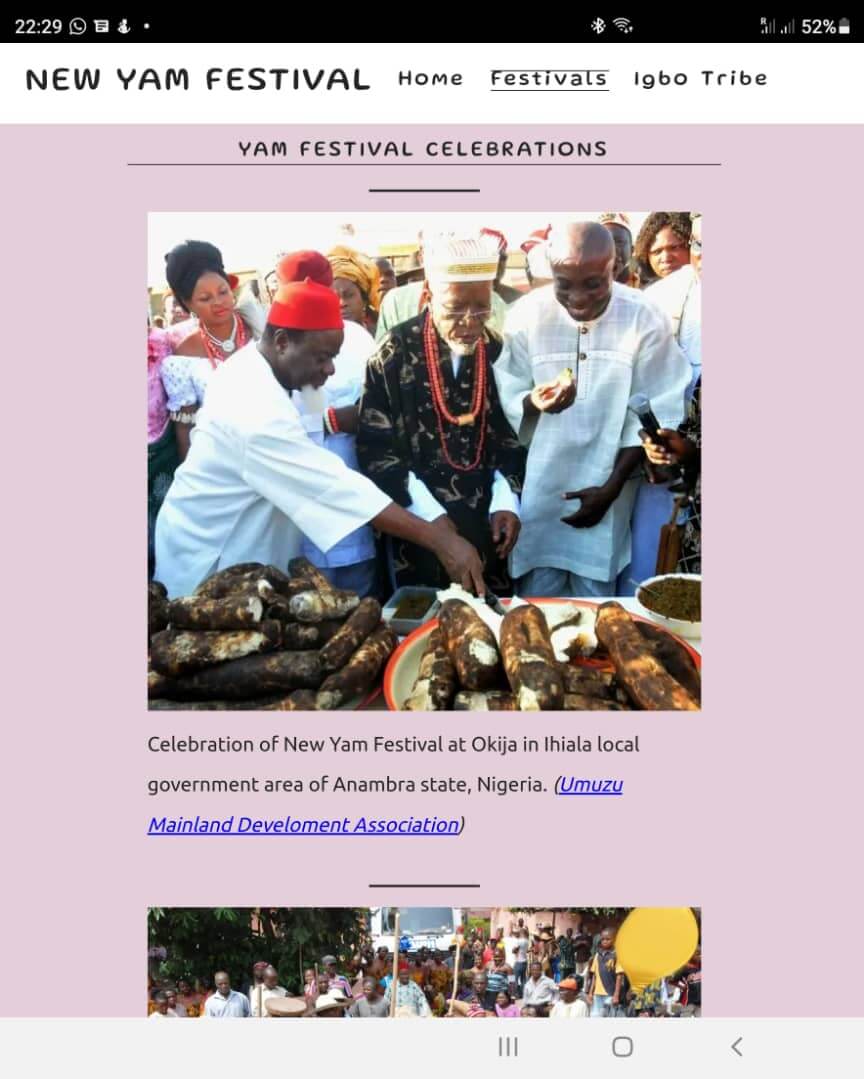 22:29 52%
NEW YAM FESTIVAL Home Festivals Igbo Tribe
YAM FESTIVAL CELEBRATIONS
Celebration of New Yam Festival at Okija in Ihiala local
government area of Anambra state, Nigeria. (Umuzu
Mainland Develoment Association)